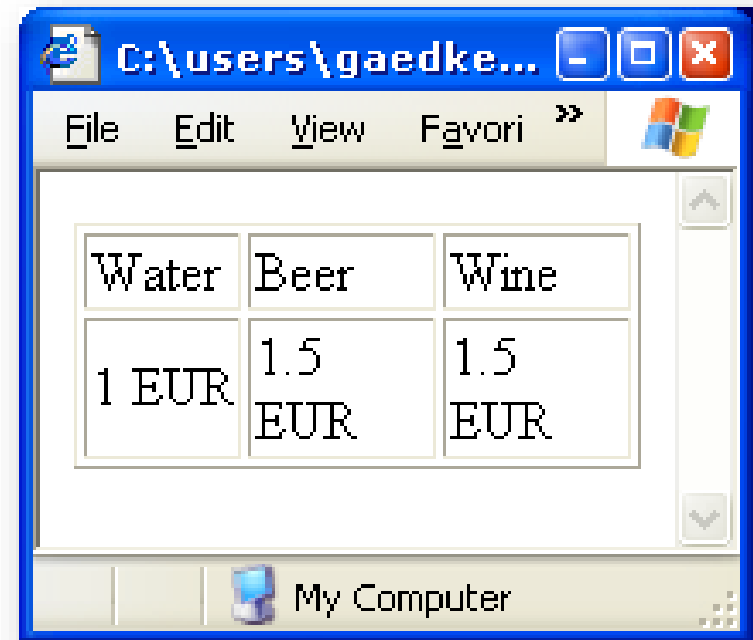 C:\users\gaedke...
File Edit View Favori »
Water Beer Wine
1 EUR 1.5 EUR 1.5 EUR
My Computer